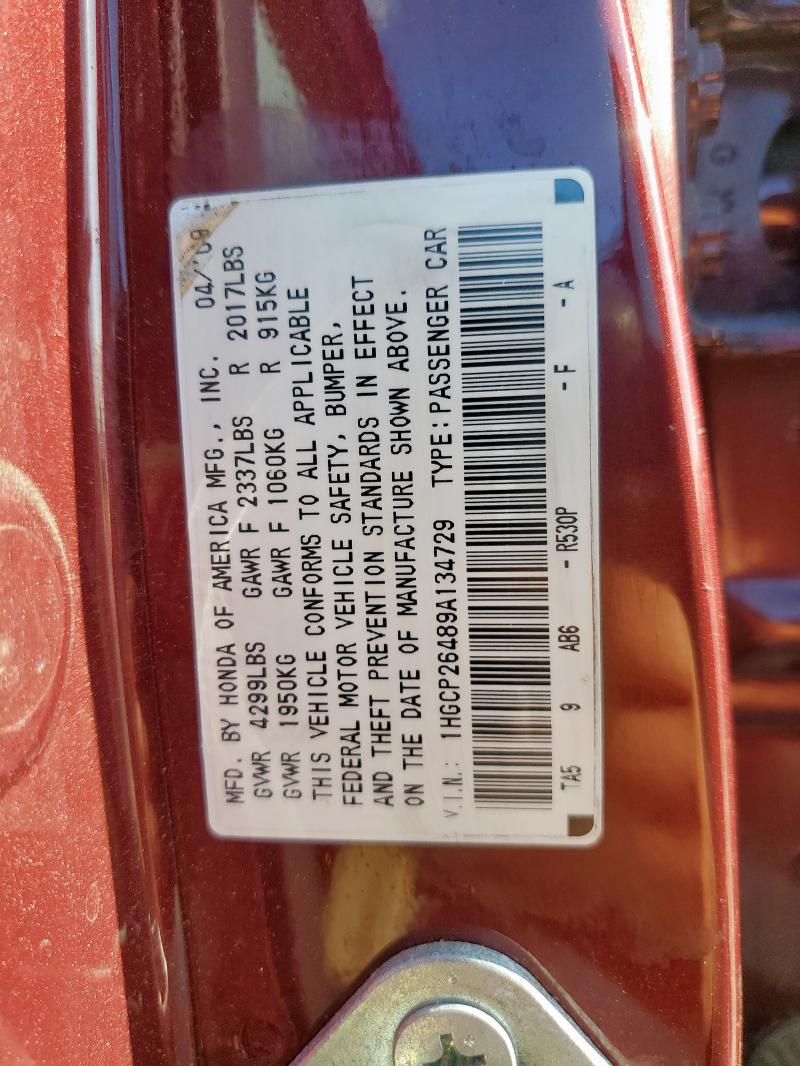 MFD. BY HONDA OF AMERICA MFG., INC. 04/'09
GVWR 4299LBS GAWR F 2337LBS R 2017LBS
GVWR 1950KG GAWR F 1060KG R 915KG
THIS VEHICLE CONFORMS TO ALL APPLICABLE
FEDERAL MOTOR VEHICLE SAFETY, BUMPER,
AND THEFT PREVENTION STANDARDS IN EFFECT
ON THE DATE OF MANUFACTURE SHOWN ABOVE.
V.I.N.: 1HGCP26489A134729 TYPE: PASSENGER CAR
TA5 9 AB6 - R530P - F - A